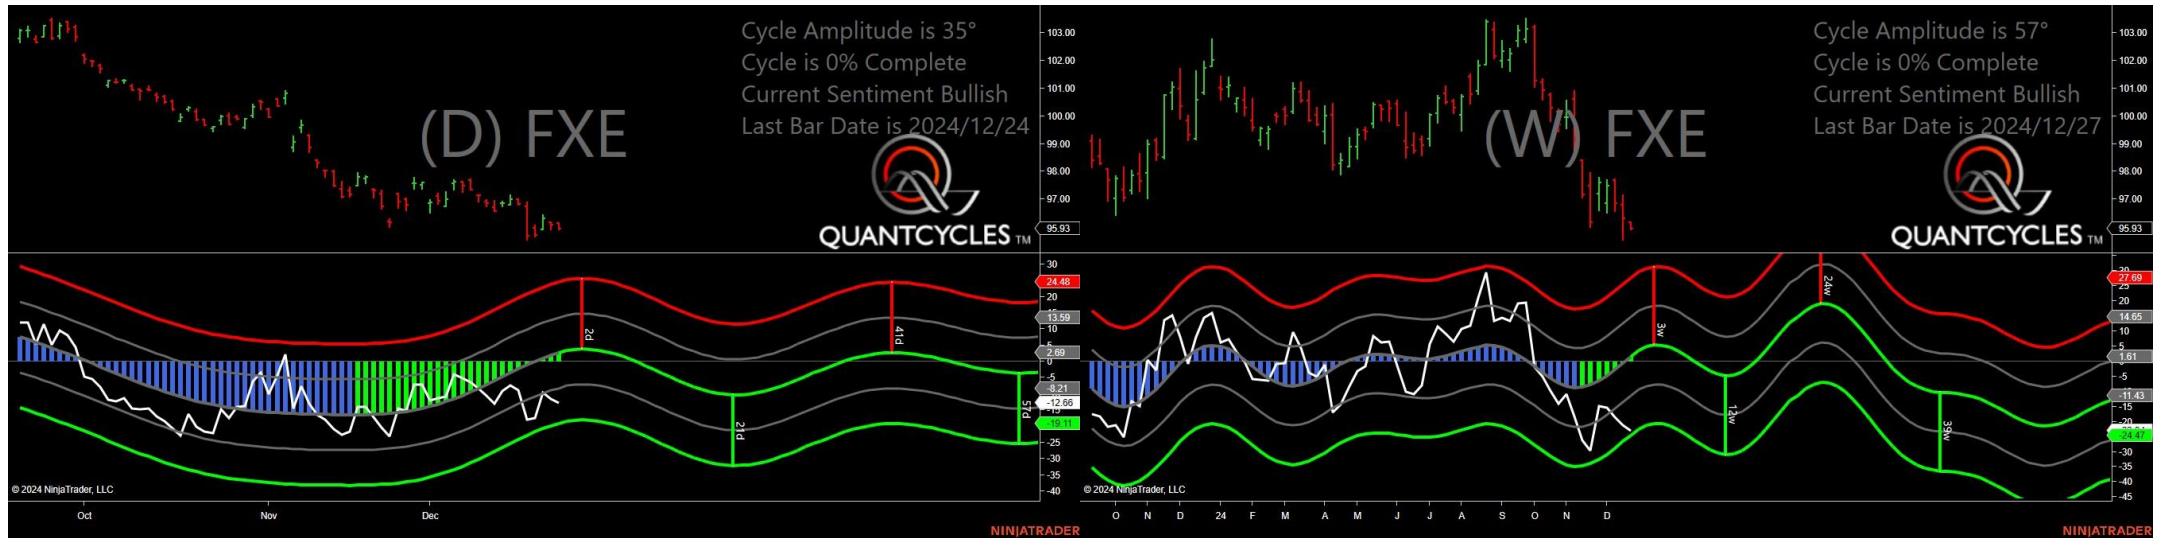 Cycle Amplitude is 35°
Cycle is 0% Complete
Current Sentiment Bullish
Last Bar Date is 2024/12/24
(D) FXE
QUANTCYCLES TM
103.00
102.00
101.00
100.00
99.00
98.00
97.00
95.93
30
24.48
20
13.59
10
5
2.69
0
-5
-8.21
-12.66
-15
-19.11
-25
-30
-35
-40
2d
21d
41d
57d
© 2024 NinjaTrader, LLC
Oct Nov Dec
NINJATRADER
Cycle Amplitude is 57°
Cycle is 0% Complete
Current Sentiment Bullish
Last Bar Date is 2024/12/27
(W) FXE
QUANTCYCLES TM
103.00
102.00
101.00
100.00
99.00
98.00
97.00
95.93
30
27.69
25
20
14.65
10
5
1.61
-5
-11.43
-15
-20
-24.47
-30
-35
-40
-45
3w
12w
24w
39w
© 2024 NinjaTrader, LLC
O N D 24 F M A M J J A S O N D
NINJATRADER